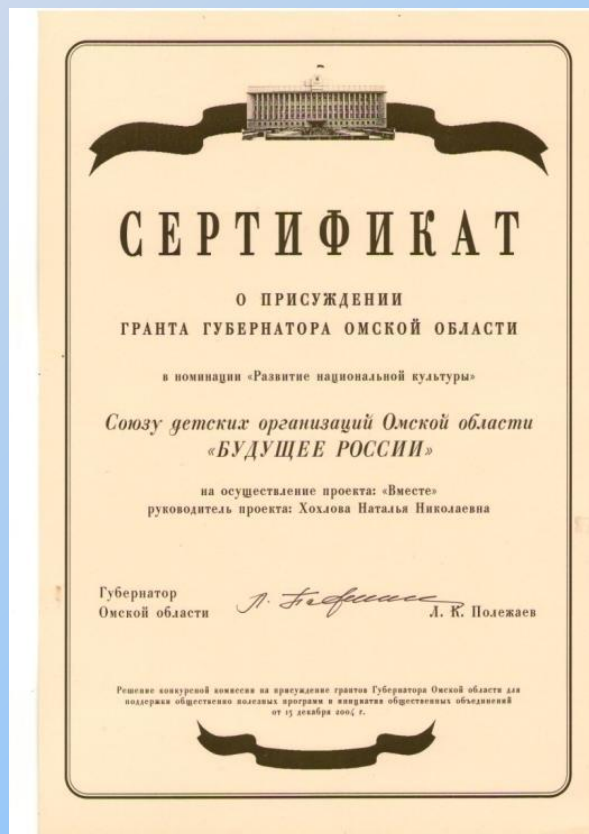 СЕРТИФИКАТ
О ПРИСУЖДЕНИИ
ГРАНТА ГУБЕРНАТОРА ОМСКОЙ ОБЛАСТИ
в номинации «Развитие национальной культуры»
Союзу детских организаций Омской области
«БУДУЩЕЕ РОССИИ»
на осуществление проекта: «Вместе»
руководитель проекта: Хохлова Наталья Николаевна
Губернатор
Омской области
Л. К. Полежаев
Решение конкурсной комиссии на присуждение грантов Губернатора Омской области для
поддержки общественно полезных программ и инициатив общественных объединений
от 15 декабря 2004 г.